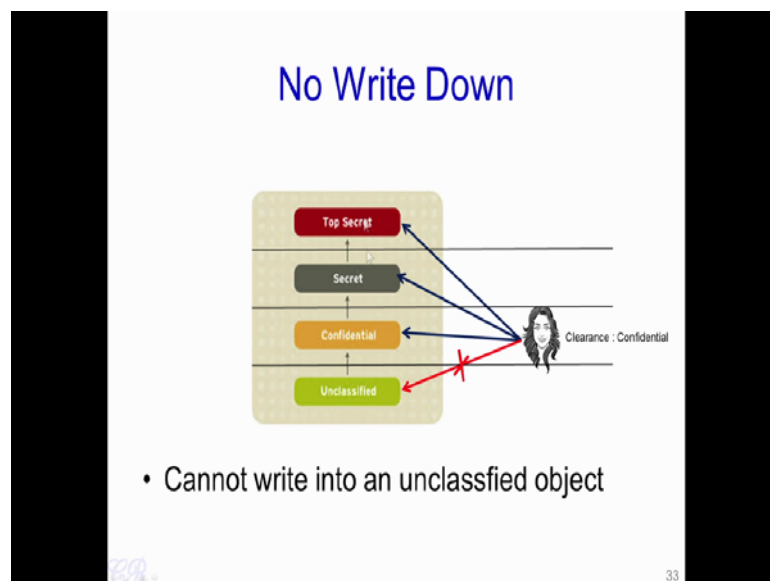 No Write Down
Top Secret
Secret
Confidential
Clearance : Confidential
Unclassified
• Cannot write into an unclassfied object
33